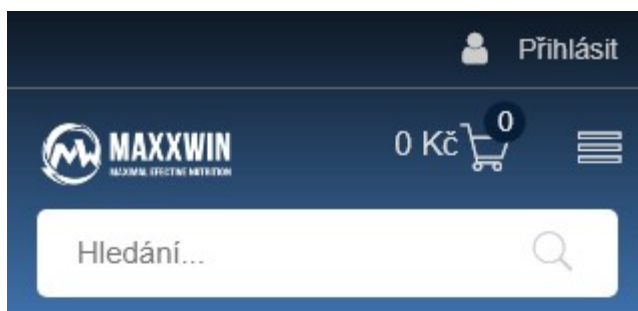 Přihlásit
MAXXWIN
MAXIMAL EFFECTIVE NUTRITION
0 Kč
0
Hledání...